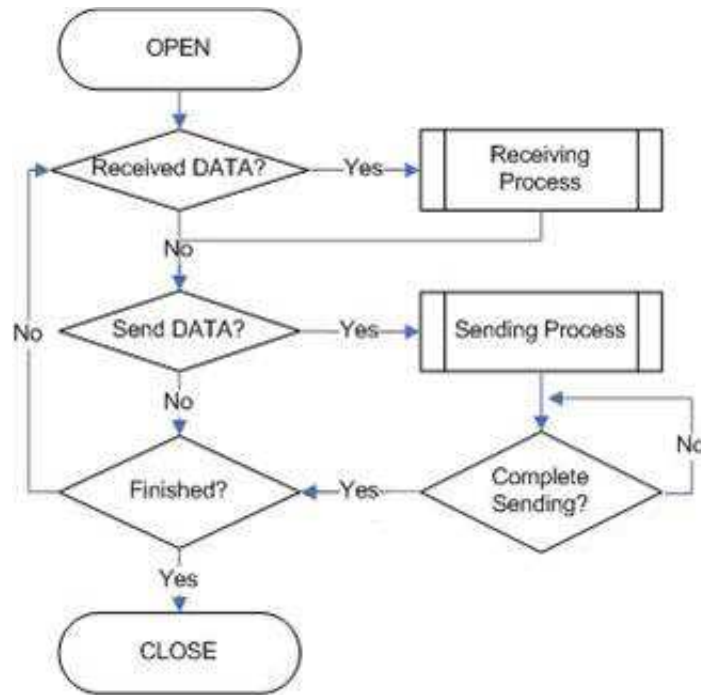 OPEN
Received DATA?
Yes
Receiving
Process
No
Send DATA?
Yes
Sending Process
No
No
No
Finished?
Yes
Complete
Sending?
Yes
CLOSE